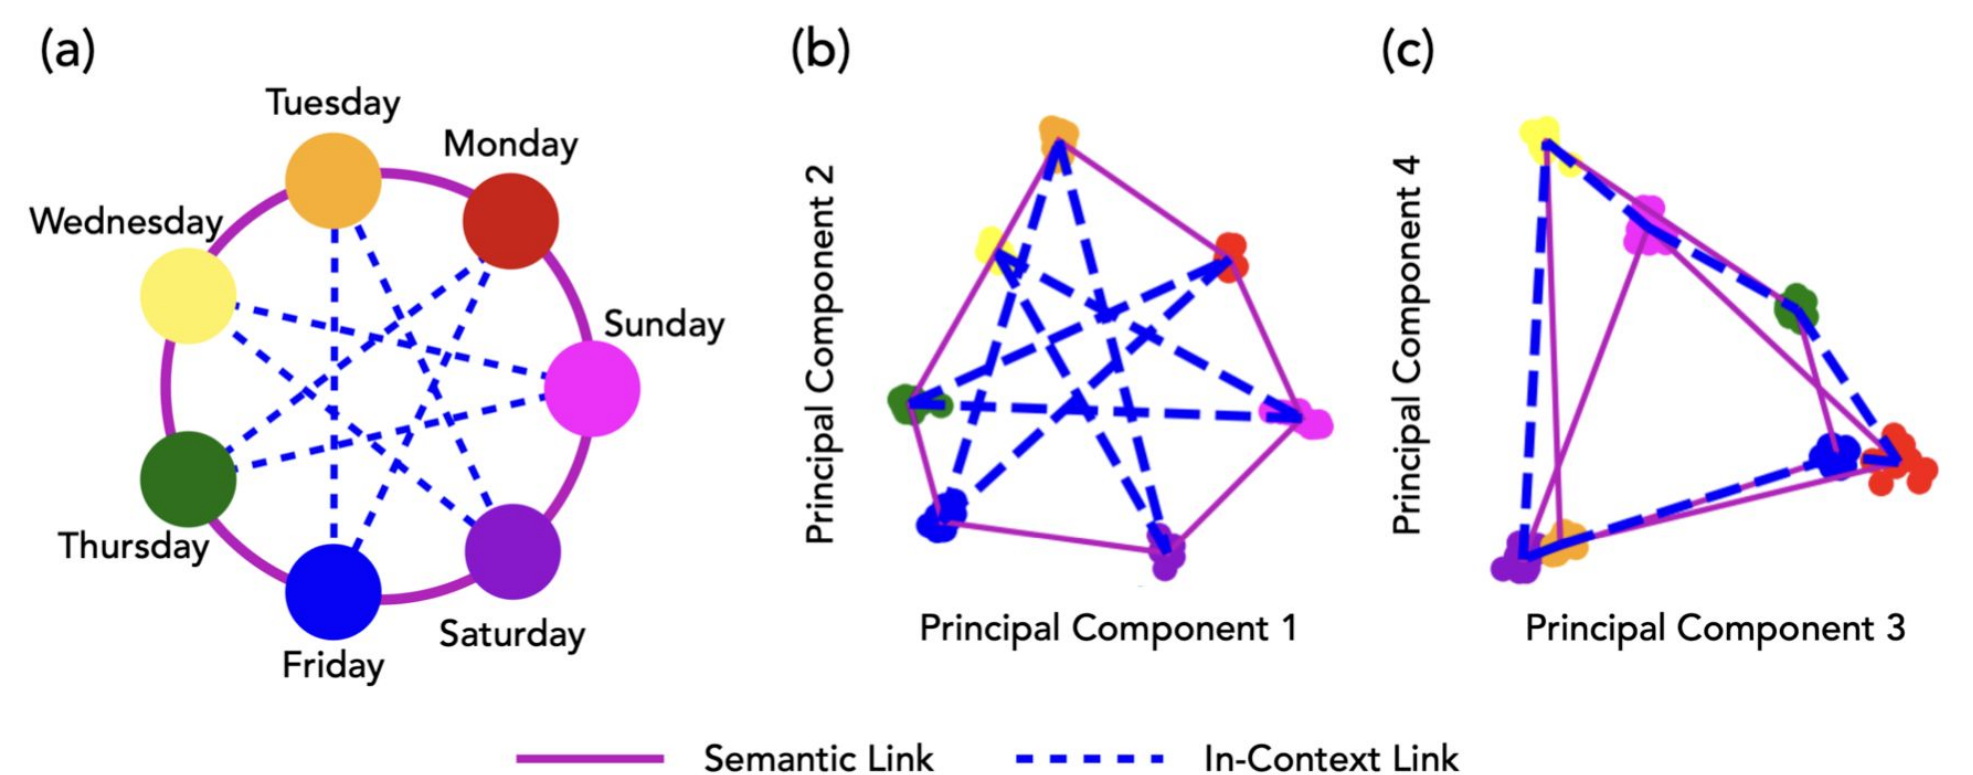 (a)
Tuesday
Monday
Wednesday
Sunday
Thursday
Saturday
Friday
(b)
Principal Component 2
Principal Component 1
(c)
Principal Component 4
Principal Component 3
Semantic Link
In-Context Link